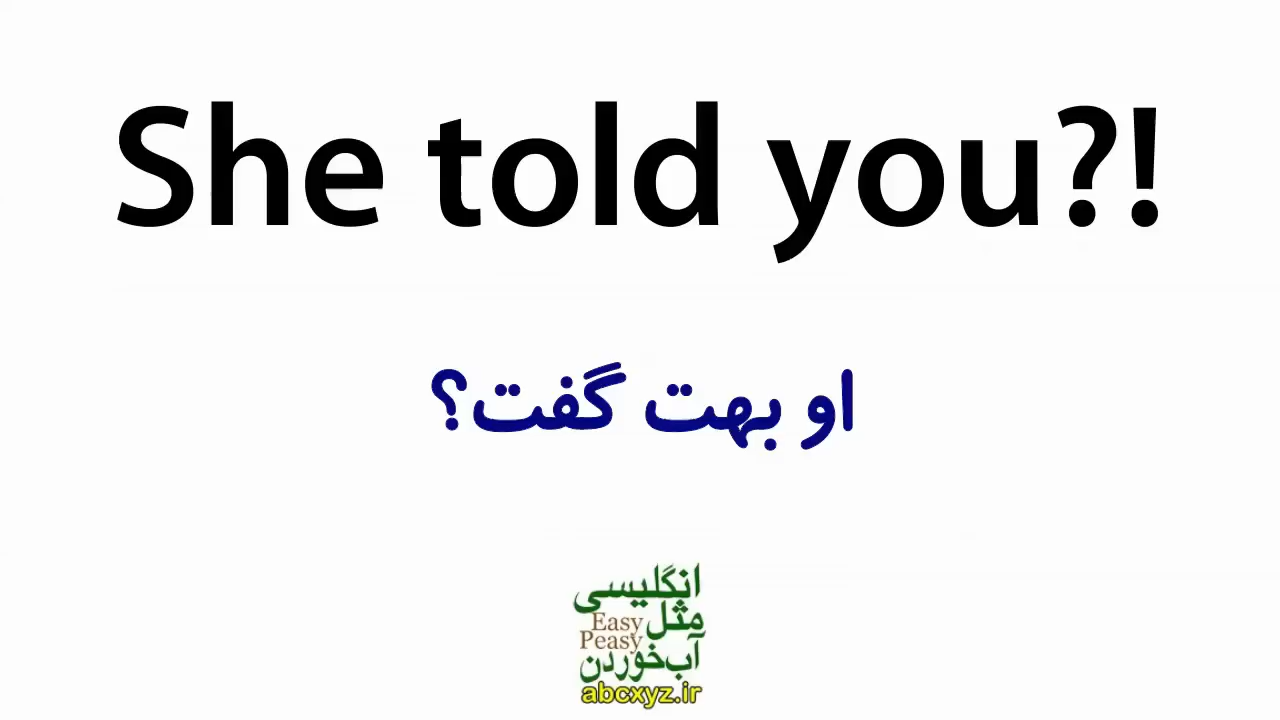 She told you?!
او بهت گفت؟
انگلیسی
مثل
Easy
Peasy
آب‌خوردن
abcxyz.ir